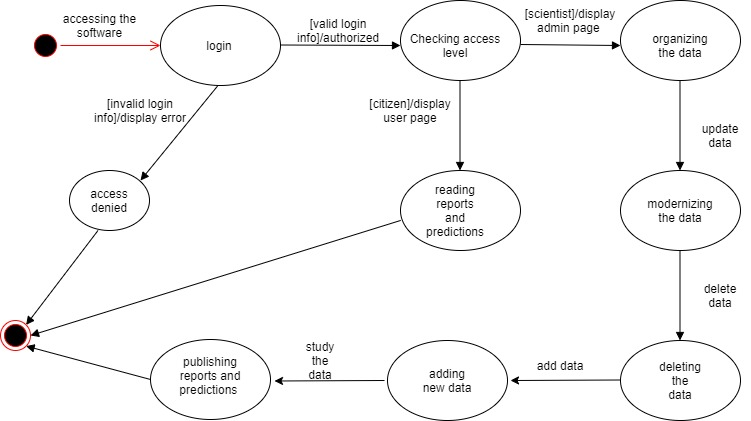 accessing the
software
login
[valid login
info]/authorized
Checking access
level
[scientist]/display
admin page
organizing
the data
[invalid login
info]/display error
[citizen]/display
user page
update
data
access
denied
reading
reports
and
predictions
modernizing
the data
delete
data
publishing
reports and
predictions
study
the
data
adding
new data
add data
deleting
the
data